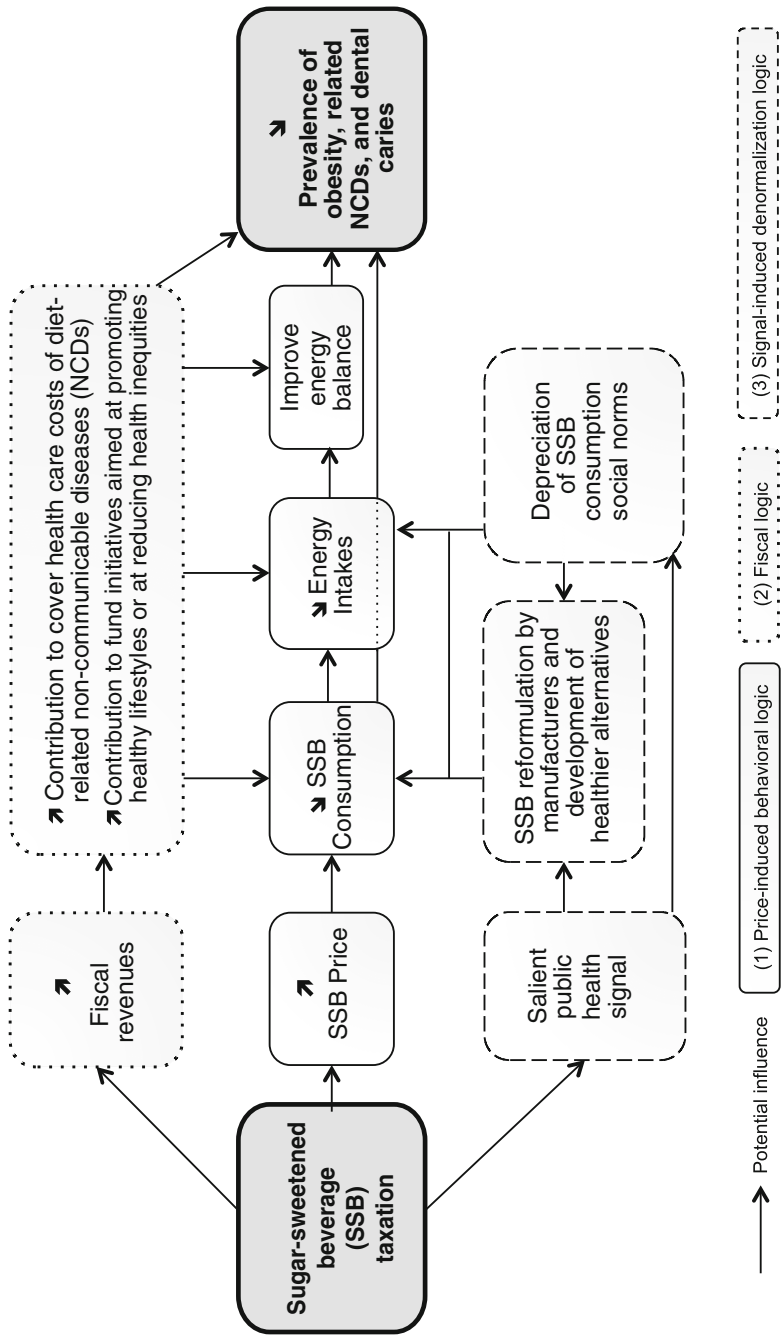 Sugar-sweetened
beverage
(SSB)
taxation
↗
Fiscal
revenues
↗ Contribution to cover health care costs of diet-
related non-communicable diseases (NCDs)
↗ Contribution to fund initiatives aimed at promoting
healthy lifestyles or at reducing health inequities
↗
SSB Price
↘ SSB
Consumption
↘ Energy
Intakes
Improve
energy
balance
↘
Prevalence of
obesity, related
NCDs, and dental
caries
Salient
public
health
signal
SSB reformulation by
manufacturers and
development of
healthier alternatives
Depreciation
of SSB
consumption
social norms
Potential influence
(1) Price-induced behavioral logic
(2) Fiscal logic
(3) Signal-induced denormalization logic